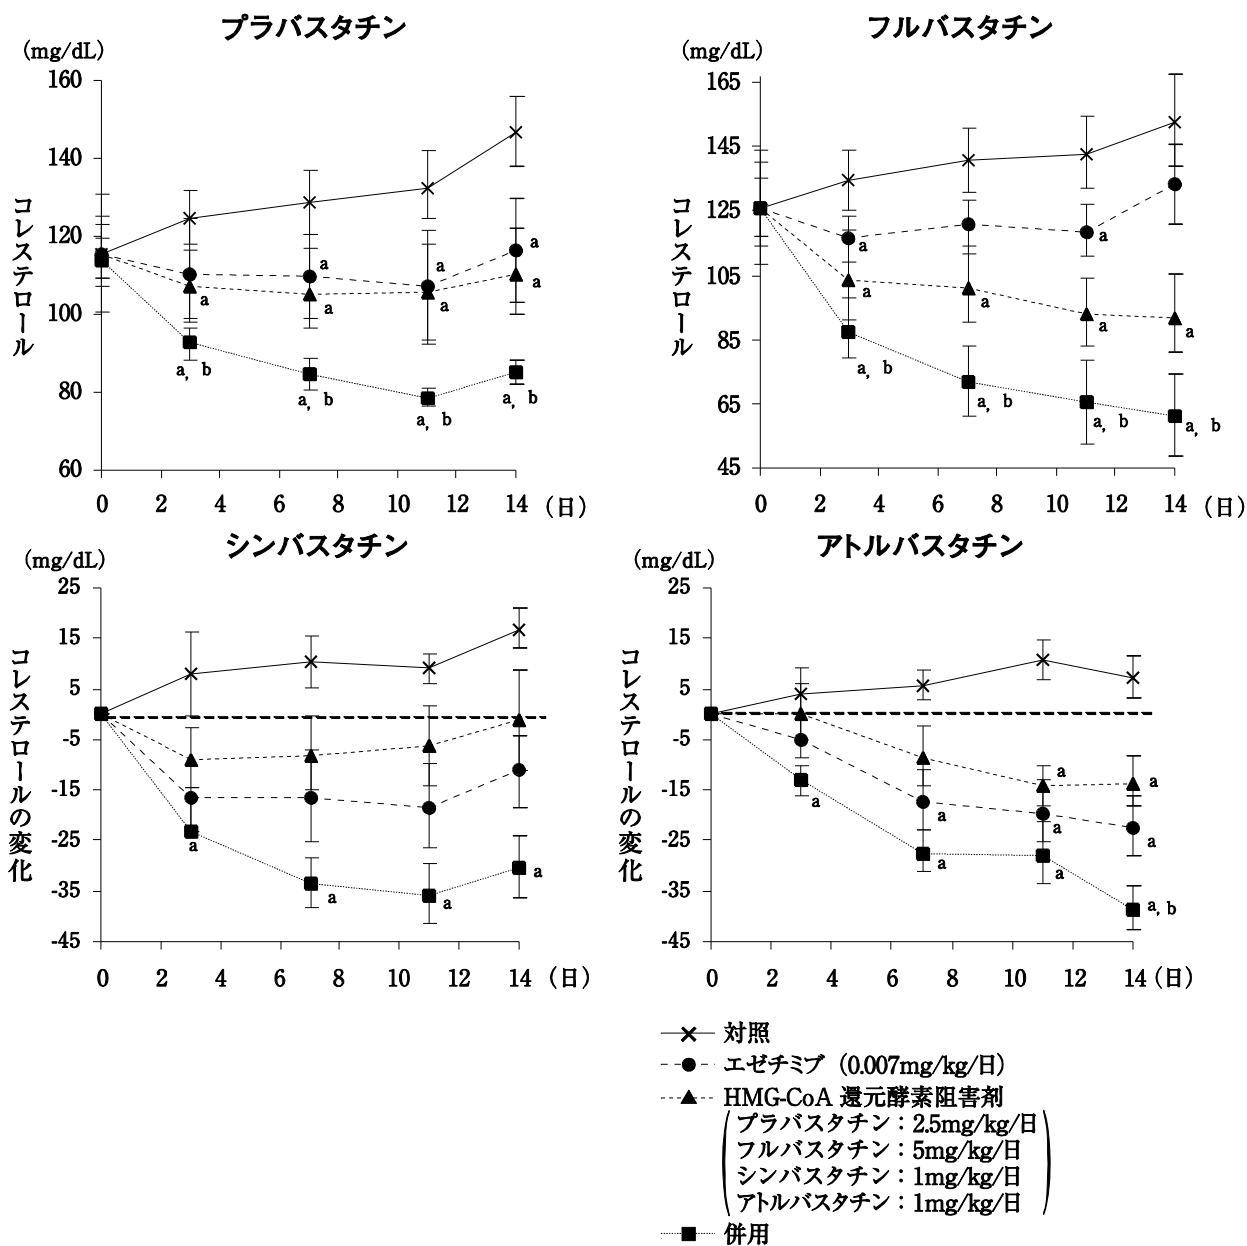 プラバスタチン
(mg/dL)
160
140
120
100
80
60
コレステロール
a
a
a
a
a
a
a
a, b
a, b
a, b
a, b
0 2 4 6 8 10 12 14 (日)
フルバスタチン
(mg/dL)
165
145
125
105
85
65
45
コレステロール
a
a
a
a
a
a
a, b
a, b
a, b
a, b
0 2 4 6 8 10 12 14 (日)
シンバスタチン
(mg/dL)
25
15
5
-5
-15
-25
-35
-45
コレステロールの変化
a
a
a
a
0 2 4 6 8 10 12 14 (日)
アトルバスタチン
(mg/dL)
25
15
5
-5
-15
-25
-35
-45
コレステロールの変化
a
a
a
a
a
a
a
a
a, b
0 2 4 6 8 10 12 14 (日)
対照
エゼチミブ (0.007mg/kg/日)
HMG-CoA 還元酵素阻害剤
プラバスタチン：2.5mg/kg/日
フルバスタチン：5mg/kg/日
シンバスタチン：1mg/kg/日
アトルバスタチン：1mg/kg/日
併用